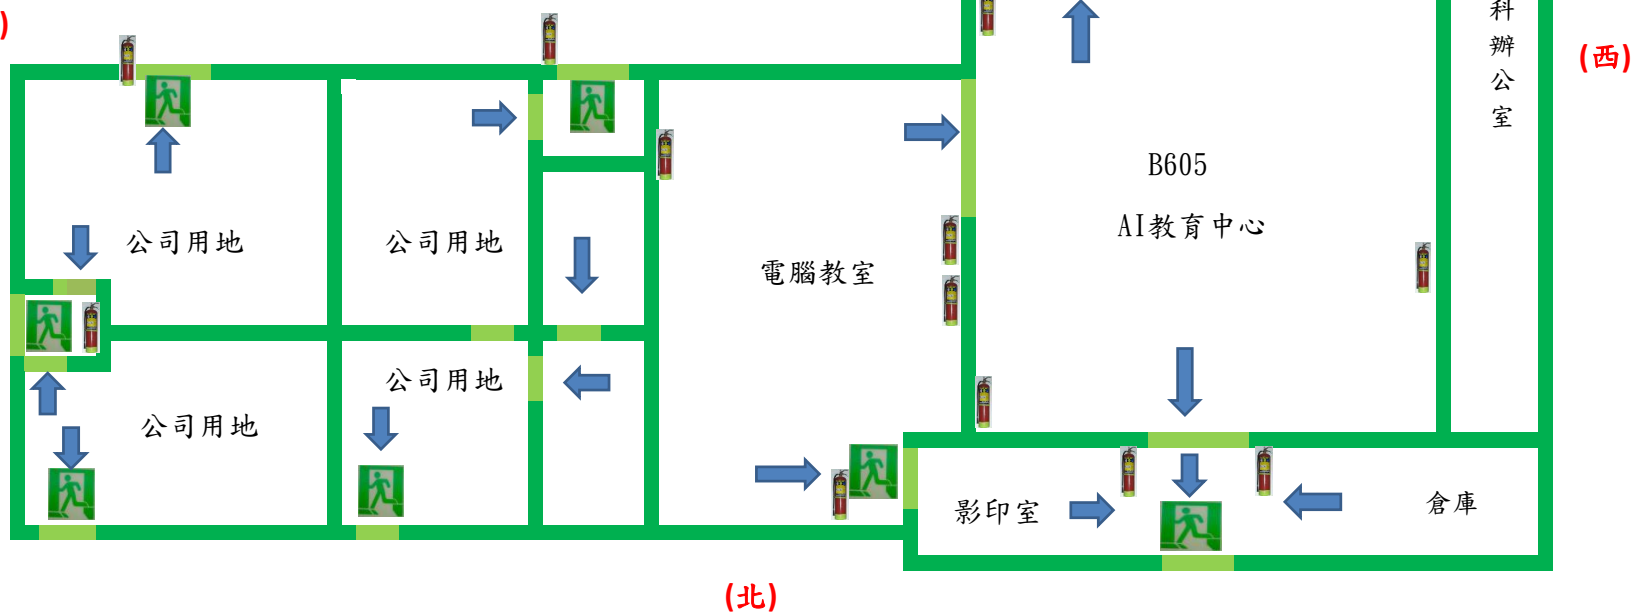 )
科
辦
公
室
(西)
B605
AI教育中心
公司用地
公司用地
電腦教室
公司用地
公司用地
影印室
倉庫
(北)